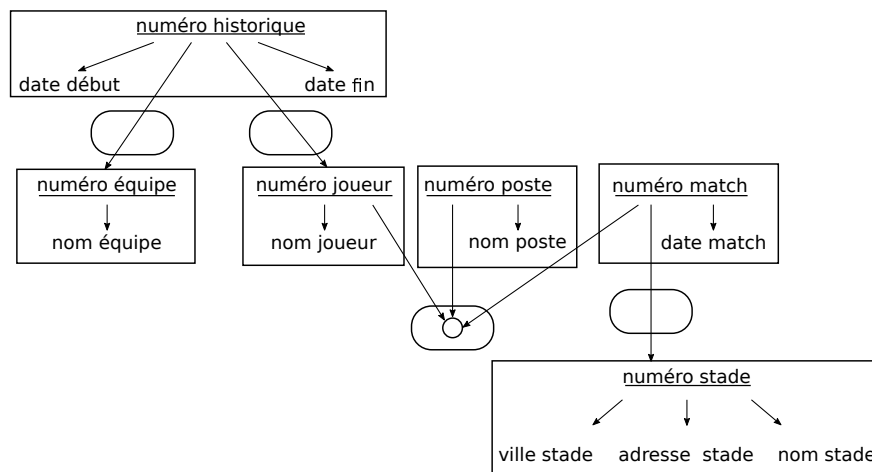 numéro historique
date début
date fin
numéro équipe
numéro joueur
numéro poste
numéro match
nom équipe
nom joueur
nom poste
date match
numéro stade
ville stade
adresse stade
nom stade